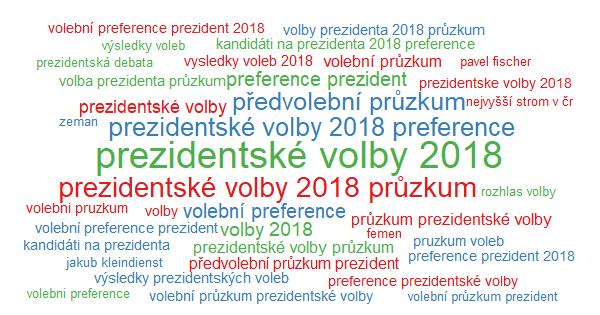 volební preference prezident 2018
volby prezidenta 2018 průzkum
výsledky voleb
kandidáti na prezidenta 2018 preference
prezidentská debata
vysledky voleb 2018
volební průzkum
pavel fischer
volba prezidenta průzkum
preference prezident
prezidentske volby 2018
prezidentské volby
předvolební průzkum
nejvyšší strom v čr
zeman
prezidentské volby 2018 preference
prezidentské volby 2018
prezidentské volby 2018 průzkum
rozhlas volby
volebni pruzkum
volby
volební preference
průzkum prezidentské volby
volební preference prezident
volby 2018
femen
kandidáti na prezidenta
prezidentské volby průzkum
pruzkum voleb
jakub kleindienst
předvolební průzkum prezident
preference prezident 2018
výsledky prezidentských voleb
preference prezidentské volby
volebni preference
volební průzkum prezidentské volby
volební průzkum prezident